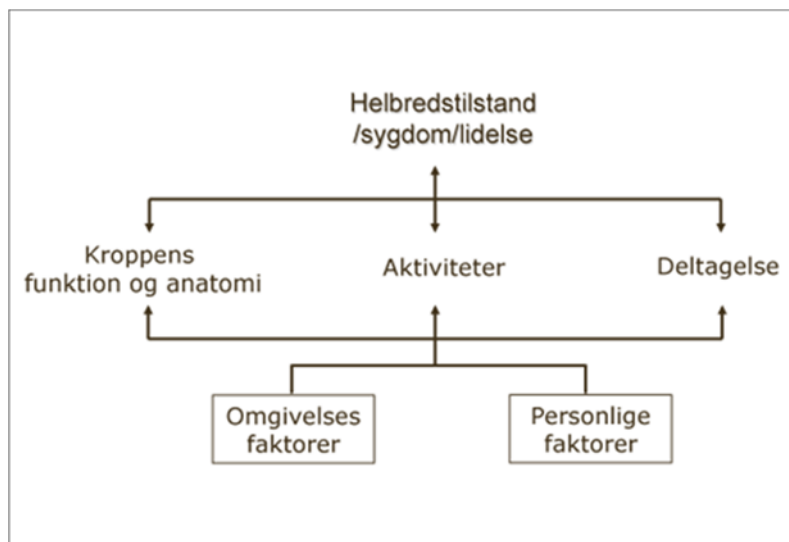 Helbredstilstand
/sygdom/lidelse
Kroppens
funktion og anatomi
Aktiviteter
Deltagelse
Omgivelses
faktorer
Personlige
faktorer